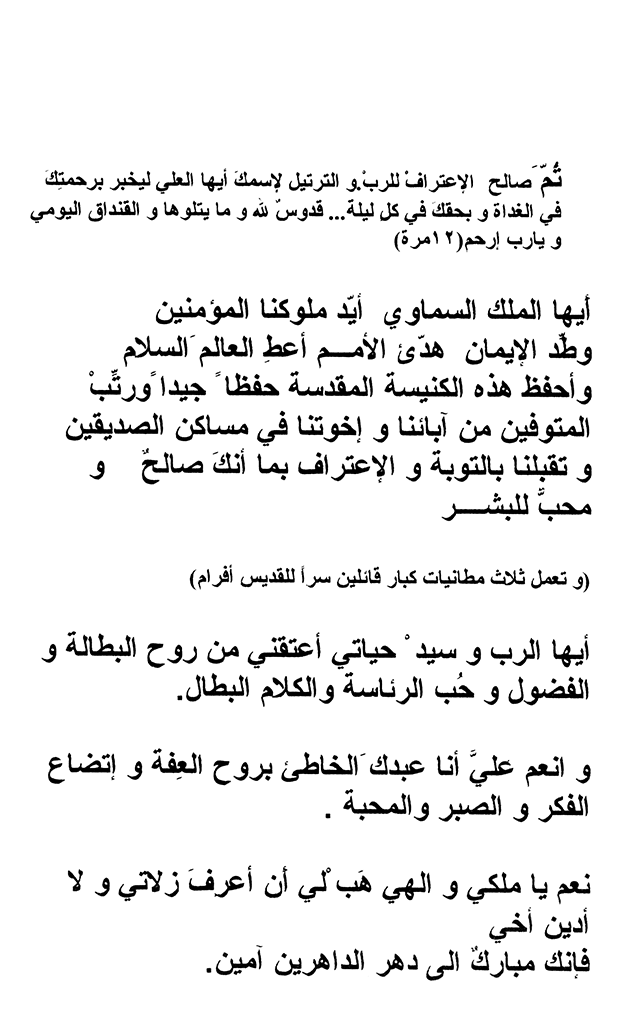 ثُمّ َصالح الإعترافْ للربْ.و الترتيل لإسمكَ أيها العلي ليخبر برحمتِكَ
في الغداة و بحقكَ في كل ليلة... قدوسٌ لله و ما يتلوها و القنداق اليومي
و يارب إرحم(١٢مرة)
أيها الملك السماوي أيّد ملوكنا المؤمنين
وطّد الإيمان هدّئ الأمـــم أعطِ العالم َالسلام
وأحفظ هذه الكنيسة المقدسة حفظا ً جيدا ًورتِّبْ
المتوفين من آبائنا و إخوتنا في مساكن الصديقين
و تقبلنا بالتوبة و الإعتراف بما أنكَ صالحٌ و
محبٌّ للبشـــر
(و تعمل ثلاث مطانيات كبار قائلين سرأ للقديس أفرام)
أيها الرب و سيد ْ حياتي أعتقني من روح البطالة و
الفضول و حُب الرئاسة والكلام البطال.
و انعم عليَّ أنا عبدك َالخاطئ بروح العِفة و إتضاع
الفكر و الصبر والمحبة .
نعم يا ملكي و الهي هَب ْلي أن أعرفَ زلاتي و لا
أدين أخي
فإنك مباركٌ الى دهر الداهرين آمين.